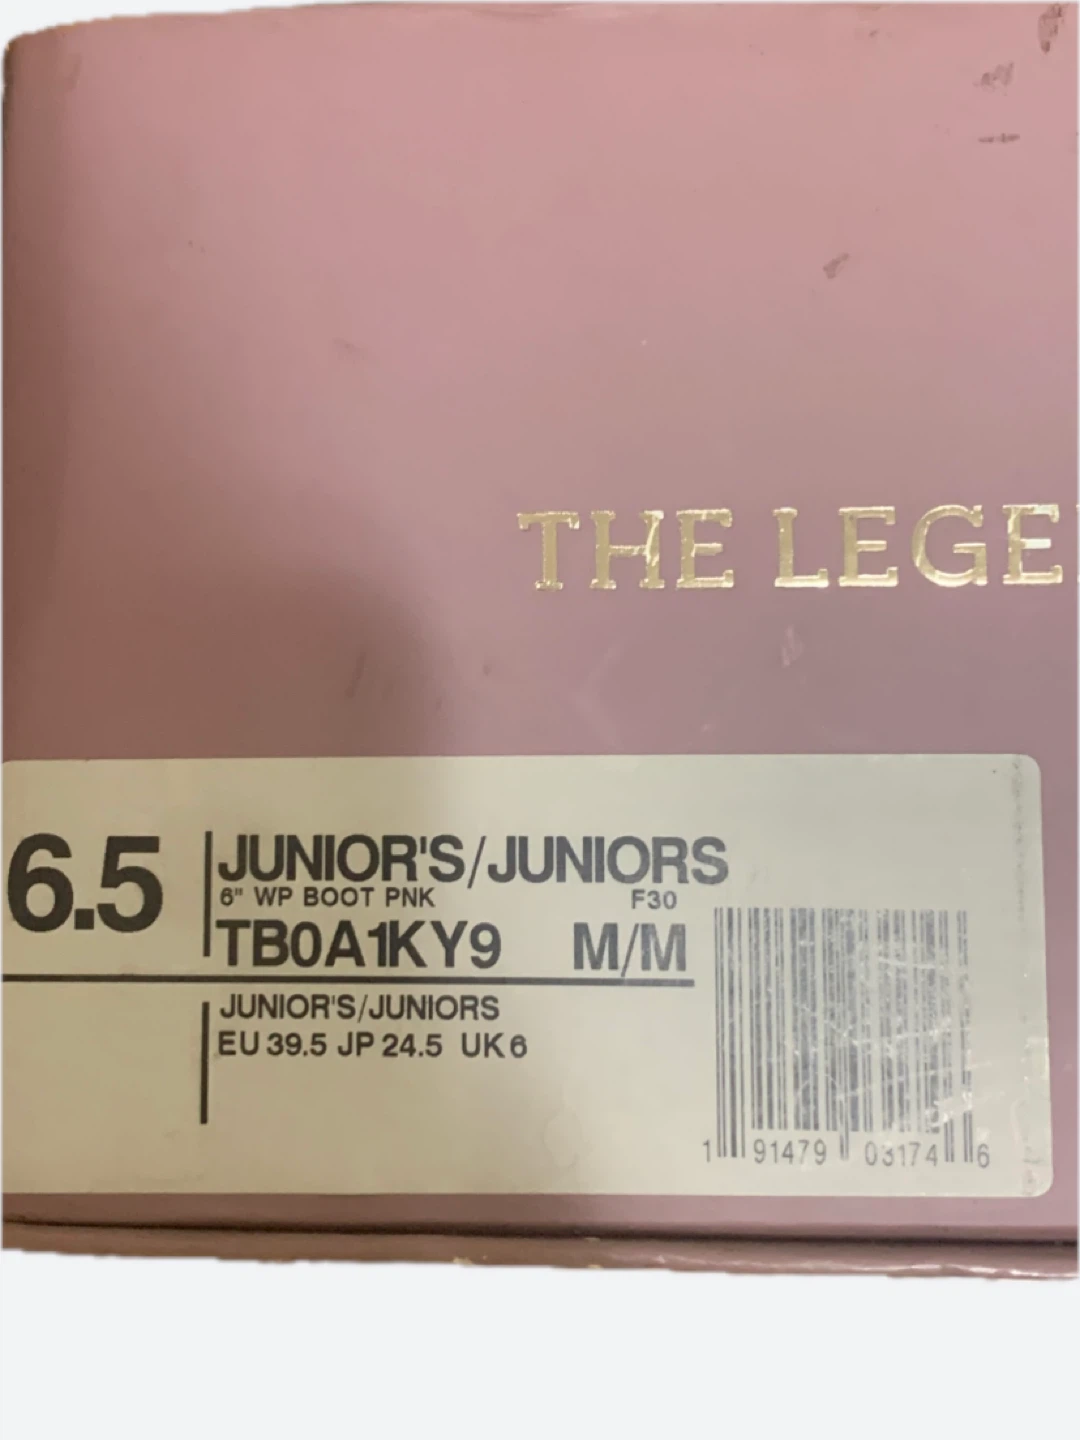 THE LEGE
6.5
JUNIOR'S/JUNIORS
6" WP BOOT PNK F30
TB0A1KY9 M/M
JUNIOR'S/JUNIORS
EU 39.5 JP 24.5 UK 6
1 91479 03174 6